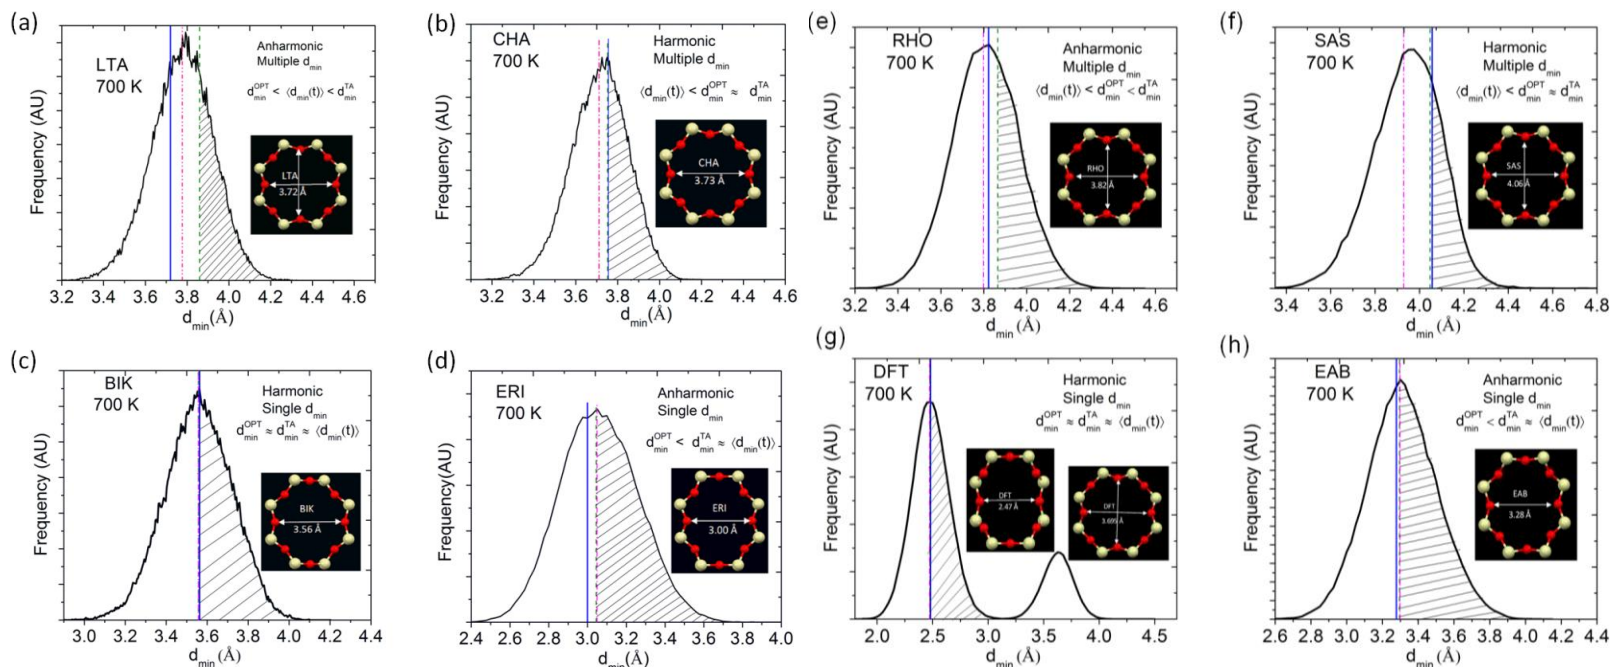 (a)
LTA
700 K
Anharmonic
Multiple d_min
d_min^OPT < ⟨d_min(t)⟩ < d_min^TA
LTA
3.72 Å
Frequency (AU)
3.2 3.4 3.6 3.8 4.0 4.2 4.4 4.6
d_min(Å)
(b)
CHA
700 K
Harmonic
Multiple d_min
⟨d_min(t)⟩ < d_min^OPT ≈ d_min^TA
CHA
3.73 Å
Frequency (AU)
3.2 3.4 3.6 3.8 4.0 4.2 4.4 4.6
d_min(Å)
(e)
RHO
700 K
Anharmonic
Multiple d_min
⟨d_min(t)⟩ < d_min^OPT < d_min^TA
RHO
3.82 Å
Frequency (AU)
3.2 3.4 3.6 3.8 4.0 4.2 4.4 4.6
d_min (Å)
(f)
SAS
700 K
Harmonic
Multiple d_min
⟨d_min(t)⟩ < d_min^OPT ≈ d_min^TA
SAS
4.06 Å
Frequency (AU)
3.4 3.6 3.8 4.0 4.2 4.4 4.6 4.8
d_min (Å)
(c)
BIK
700 K
Harmonic
Single d_min
d_min^OPT ≈ d_min^TA ≈ ⟨d_min(t)⟩
BIK
3.56 Å
Frequency (AU)
3.0 3.2 3.4 3.6 3.8 4.0 4.2 4.4
d_min(Å)
(d)
ERI
700 K
Anharmonic
Single d_min
d_min^OPT < d_min^TA ≈ ⟨d_min(t)⟩
ERI
3.00 Å
Frequency(AU)
2.4 2.6 2.8 3.0 3.2 3.4 3.6 3.8 4.0
d_min(Å)
(g)
DFT
700 K
Harmonic
Single d_min
d_min^OPT ≈ d_min^TA ≈ ⟨d_min(t)⟩
DFT
2.47 Å
DFT
3.699 Å
Frequency (AU)
2.0 2.5 3.0 3.5 4.0 4.5
d_min (Å)
(h)
EAB
700 K
Anharmonic
Single d_min
d_min^OPT < d_min^TA ≈ ⟨d_min(t)⟩
EAB
3.28 Å
Frequency (AU)
2.6 2.8 3.0 3.2 3.4 3.6 3.8 4.0 4.2 4.4
d_min (Å)